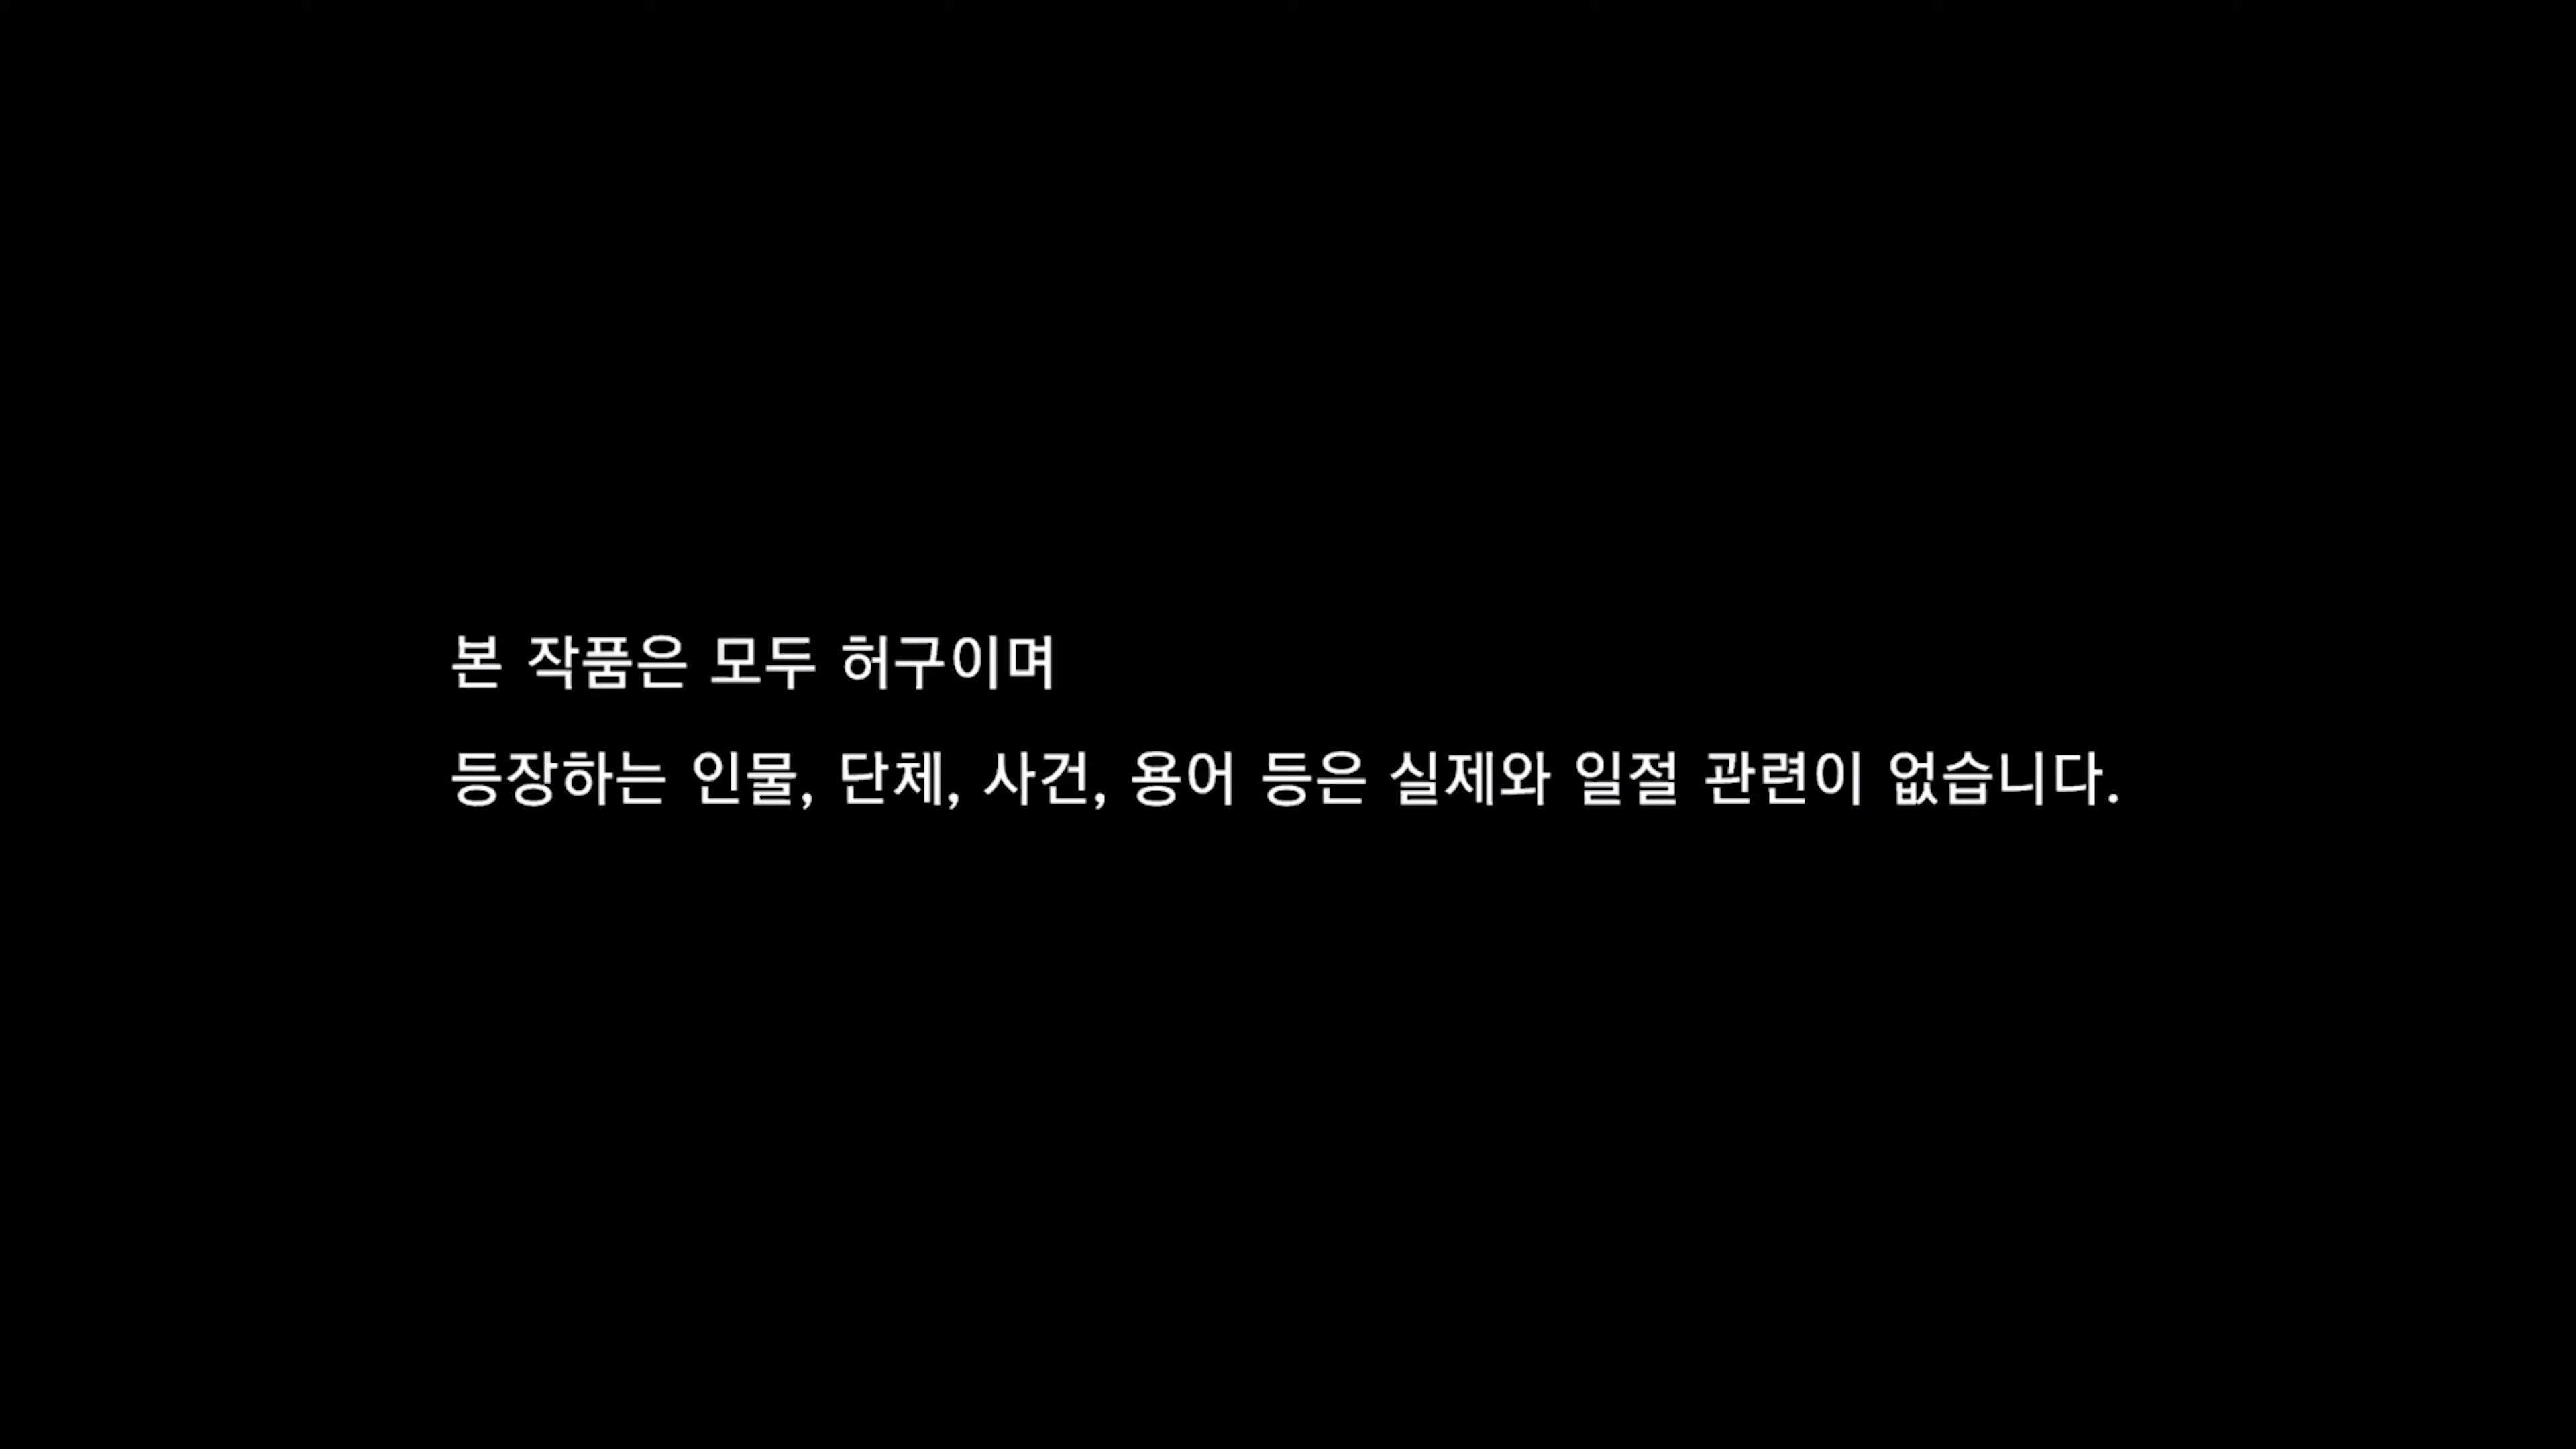 본 작품은 모두 허구이며
등장하는 인물, 단체, 사건, 용어 등은 실제와 일절 관련이 없습니다.